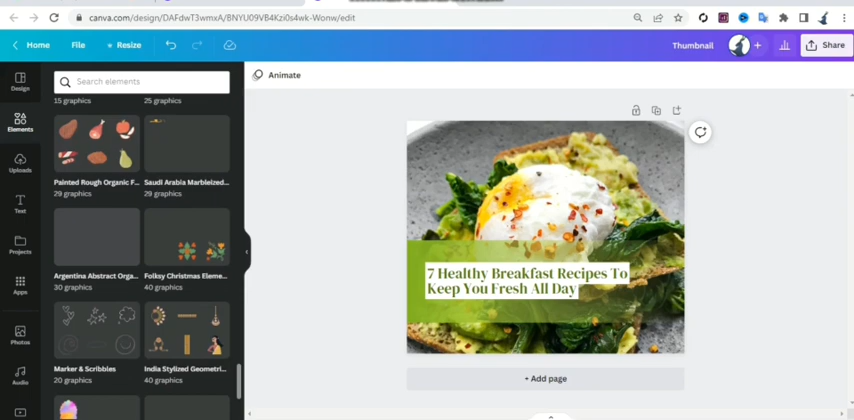 canva.com/design/DAFdwT3wmxA/BNYU09VB4Kzi0s4wk-Wonw/edit
Home
File
Resize
Thumbnail
Share
Design
Elements
Uploads
Text
Projects
Apps
Photos
Audio
Search elements
15 graphics
25 graphics
Painted Rough Organic F...
Saudi Arabia Marbleized...
29 graphics
29 graphics
Argentina Abstract Orga...
Folksy Christmas Eleme...
30 graphics
40 graphics
Marker & Scribbles
India Stylized Geometri...
20 graphics
40 graphics
Animate
7 Healthy Breakfast Recipes To
Keep You Fresh All Day
+ Add page